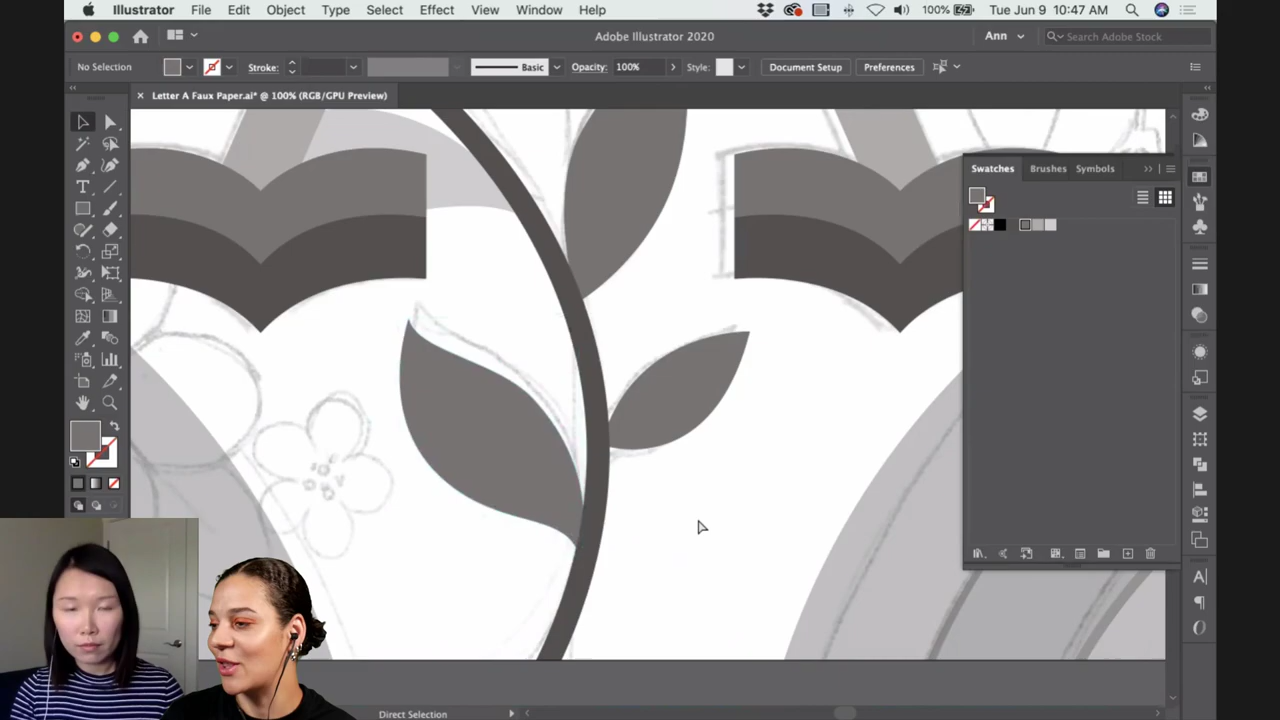 Illustrator File Edit Object Type Select Effect View Window Help 100% Tue Jun 9 10:47 AM
Adobe Illustrator 2020 Ann Search Adobe Stock
No Selection Stroke: Basic Opacity: 100% Style: Document Setup Preferences
Letter A Faux Paper.ai* @ 100% (RGB/GPU Preview)
Swatches Brushes Symbols
Direct Selection